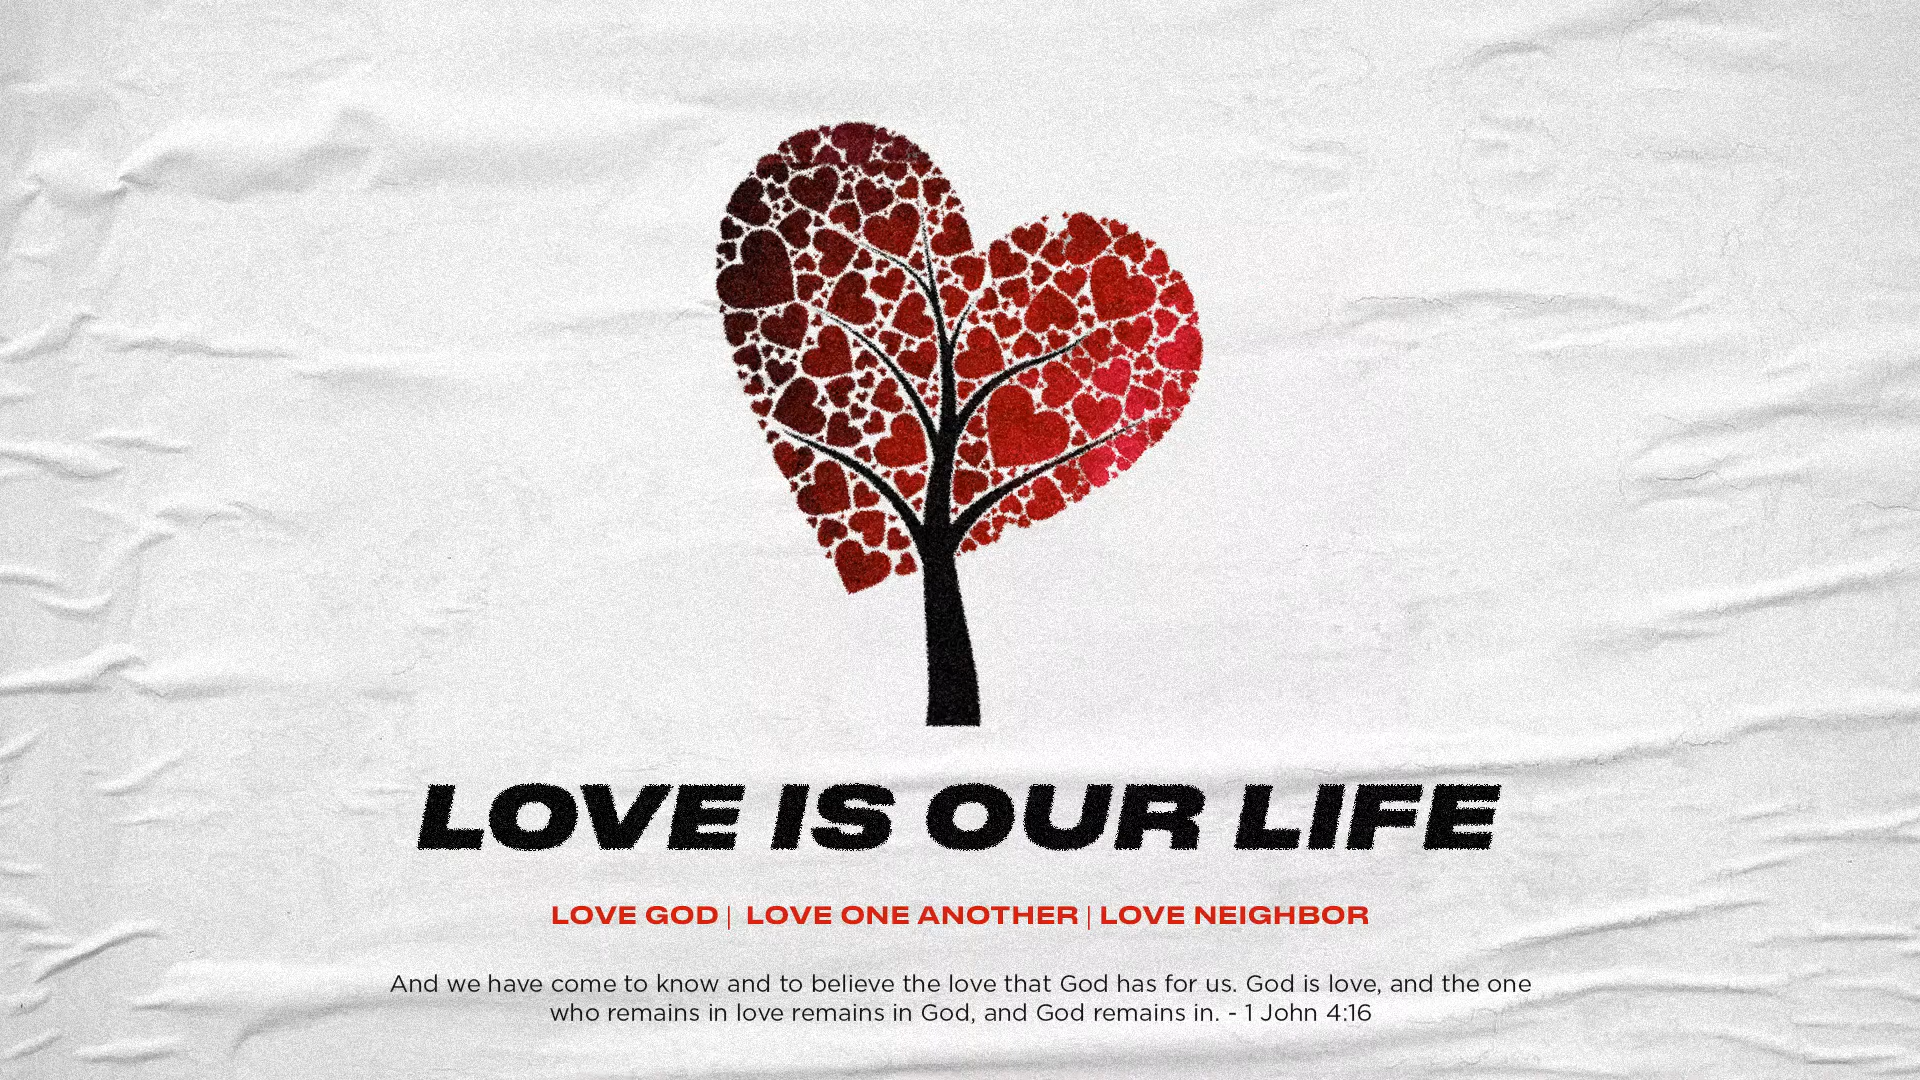 LOVE IS OUR LIFE
LOVE GOD | LOVE ONE ANOTHER | LOVE NEIGHBOR
And we have come to know and to believe the love that God has for us. God is love, and the one
who remains in love remains in God, and God remains in. - 1 John 4:16